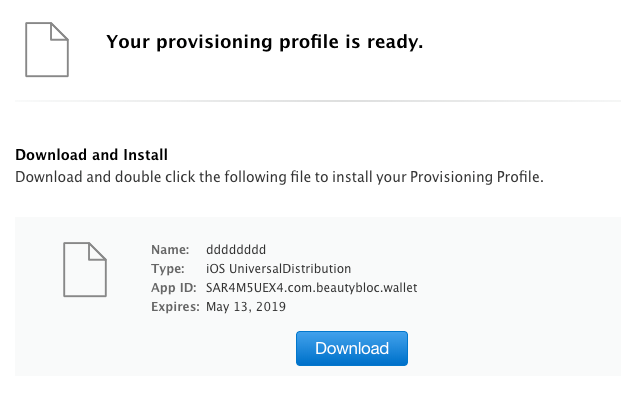 Your provisioning profile is ready.
Download and Install
Download and double click the following file to install your Provisioning Profile.
Name: dddddddd
Type: iOS UniversalDistribution
App ID: SAR4M5UEX4.com.beautybloc.wallet
Expires: May 13, 2019
Download